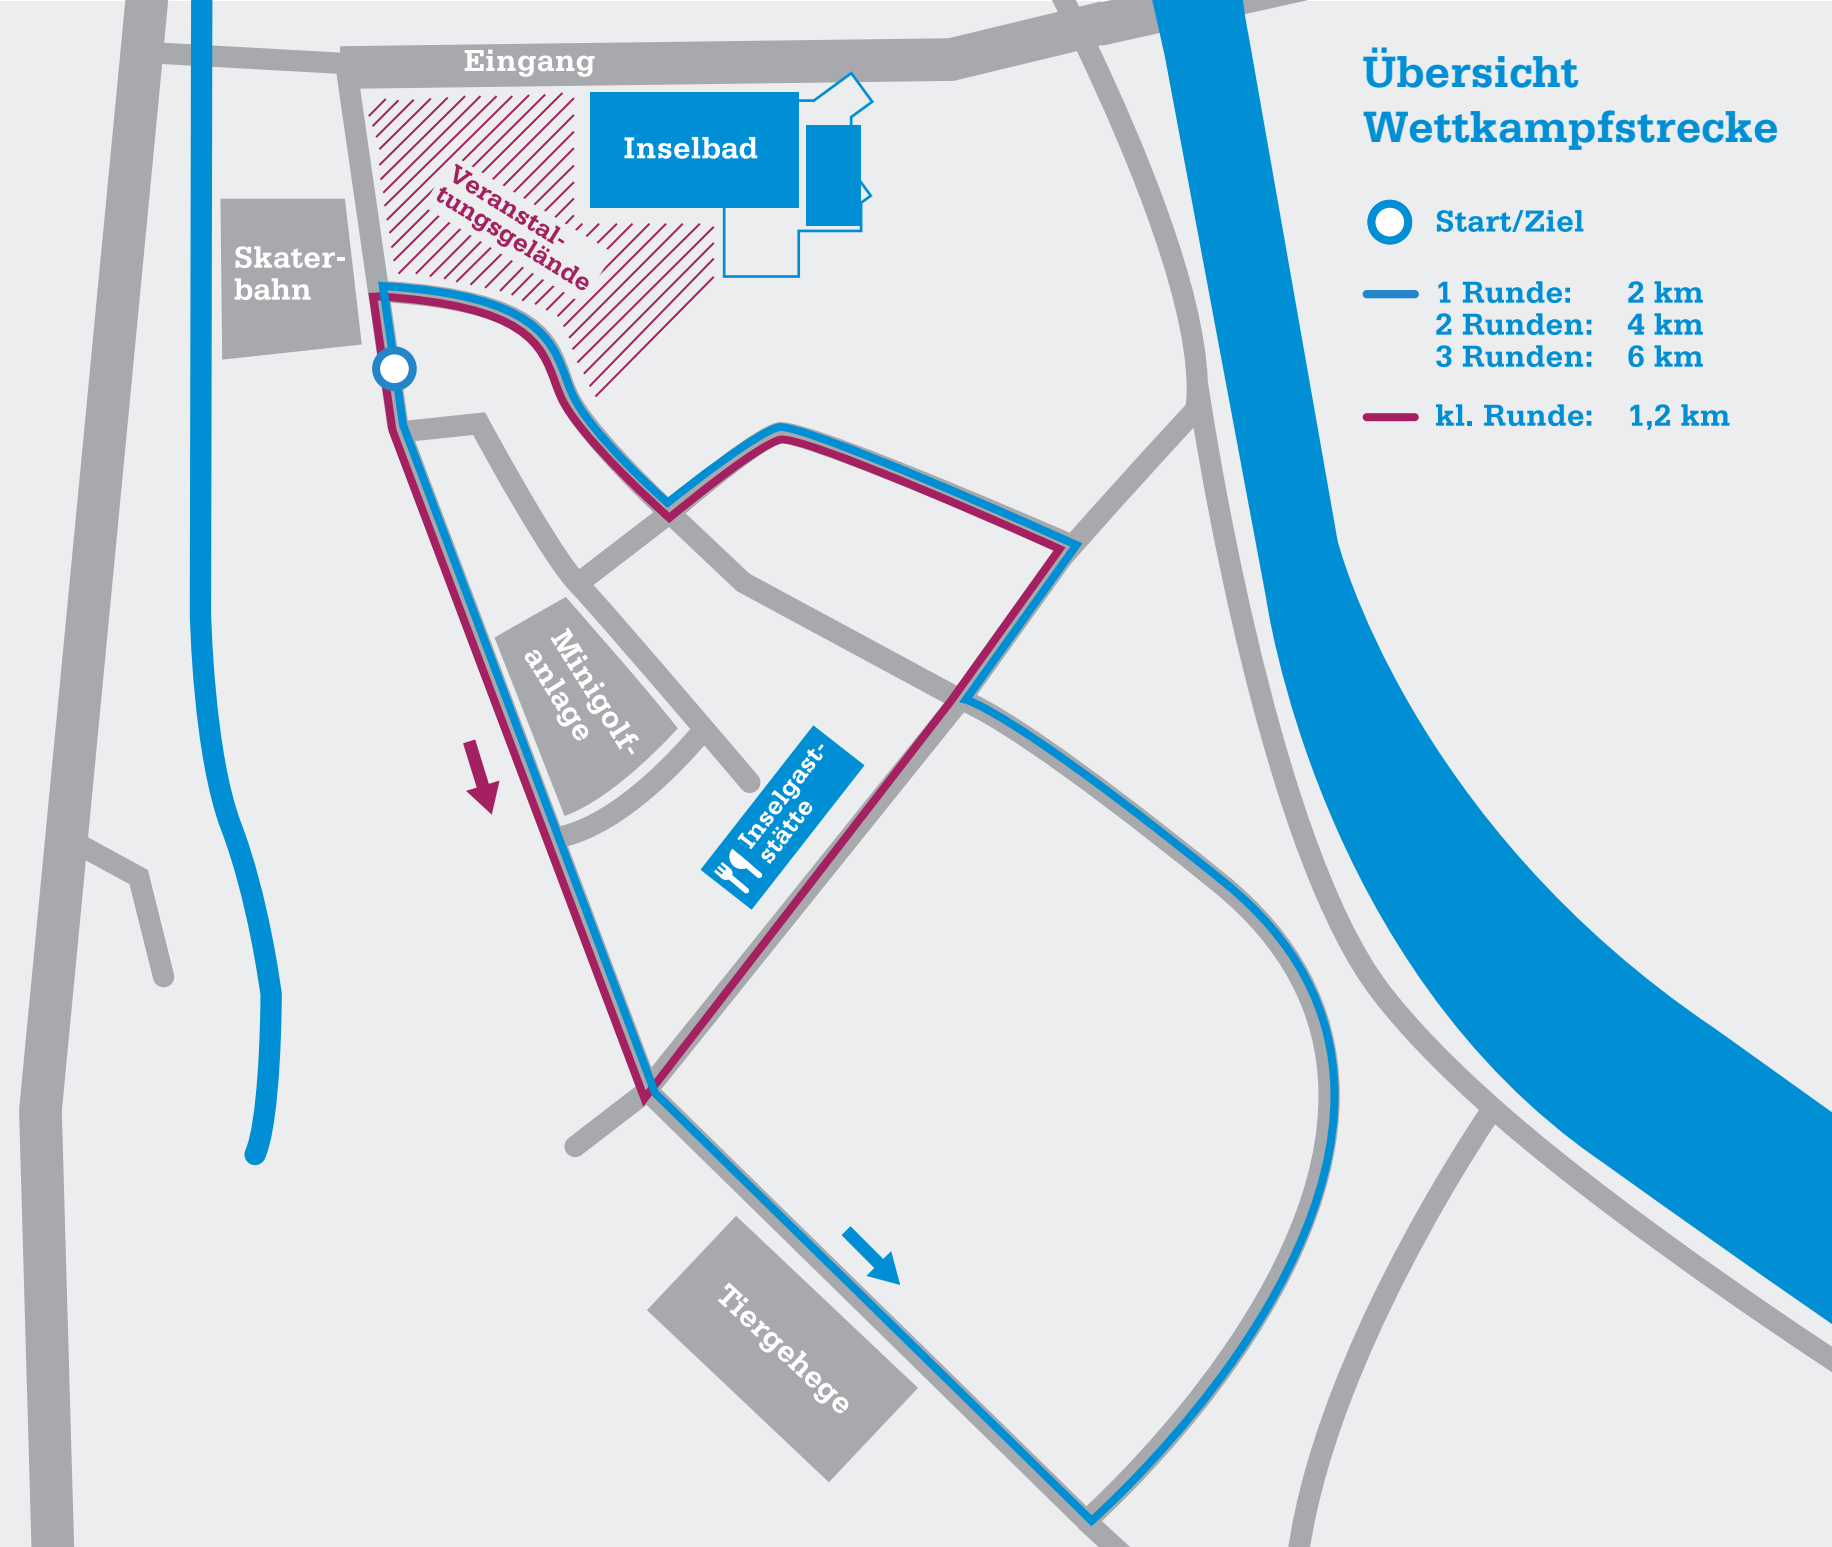 Eingang
Übersicht
Wettkampfstrecke
Inselbad
Veranstal-
tungsgelände
Start/Ziel
Skater-
bahn
1 Runde: 2 km
2 Runden: 4 km
3 Runden: 6 km
kl. Runde: 1,2 km
Minigolf-
anlage
Inselgast-
stätte
Tiergehege